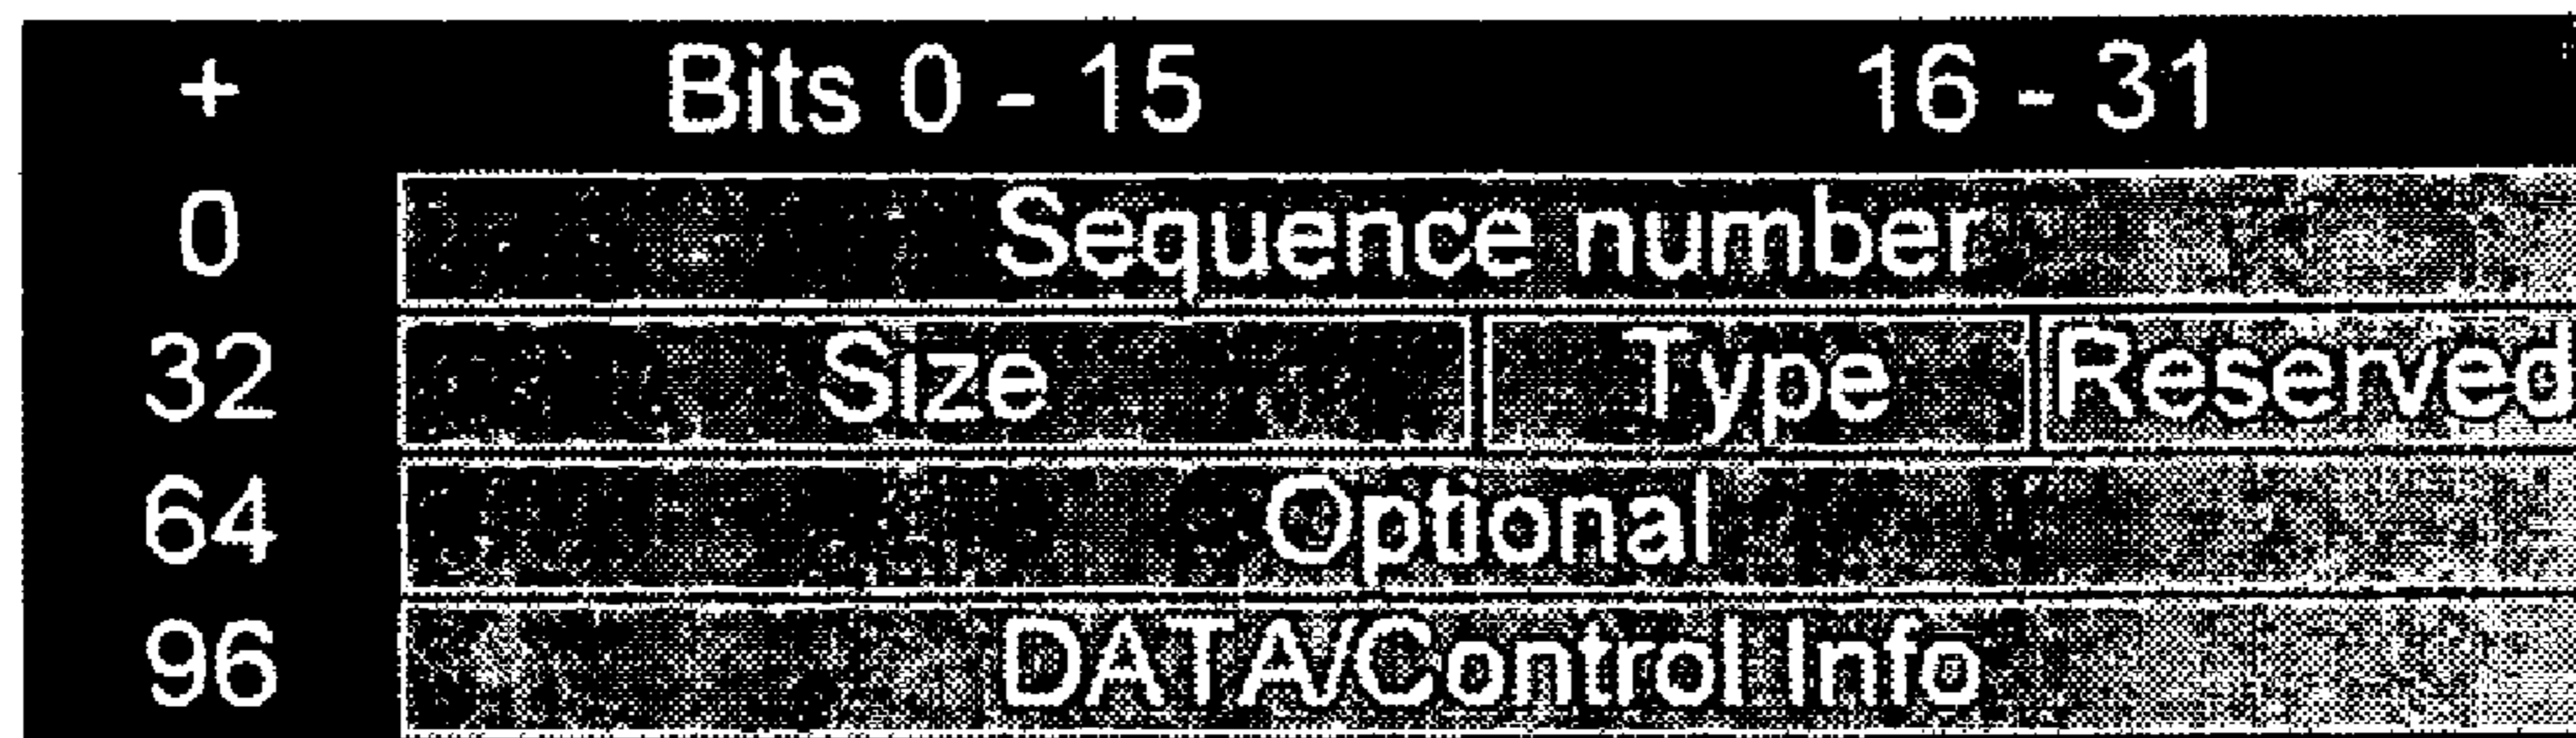 + Bits 0 - 15 16 - 31
0 Sequence number
32 Size Type Reserved
64 Optional
96 DATA/Control Info